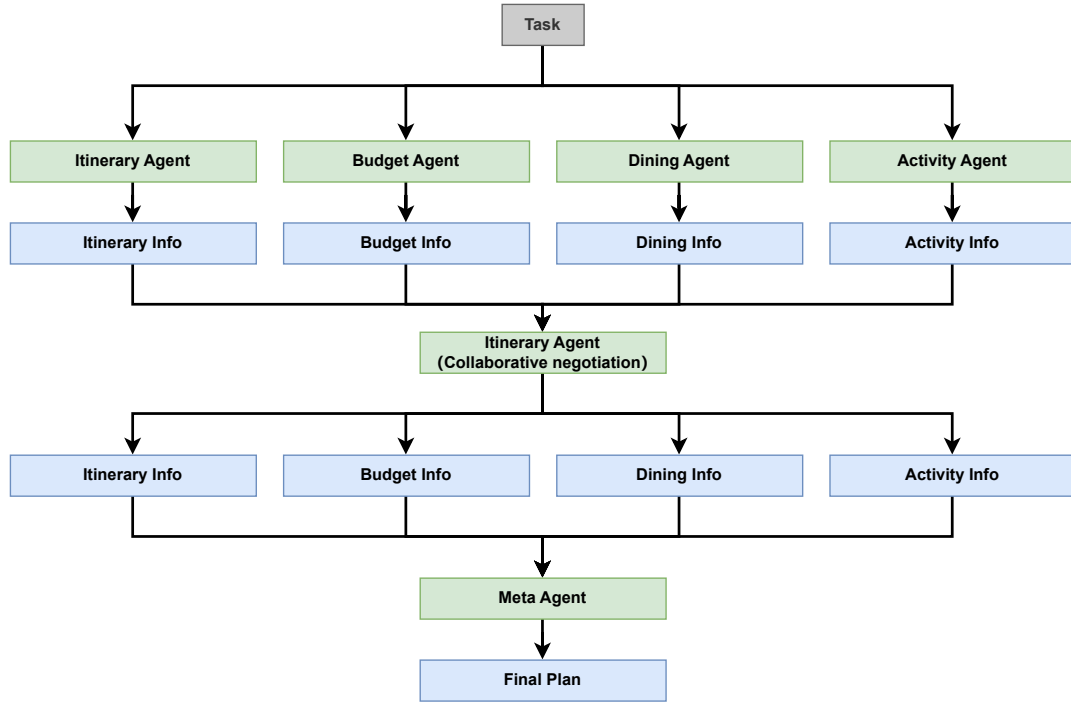 Task
Itinerary Agent
Budget Agent
Dining Agent
Activity Agent
Itinerary Info
Budget Info
Dining Info
Activity Info
Itinerary Agent
(Collaborative negotiation)
Itinerary Info
Budget Info
Dining Info
Activity Info
Meta Agent
Final Plan